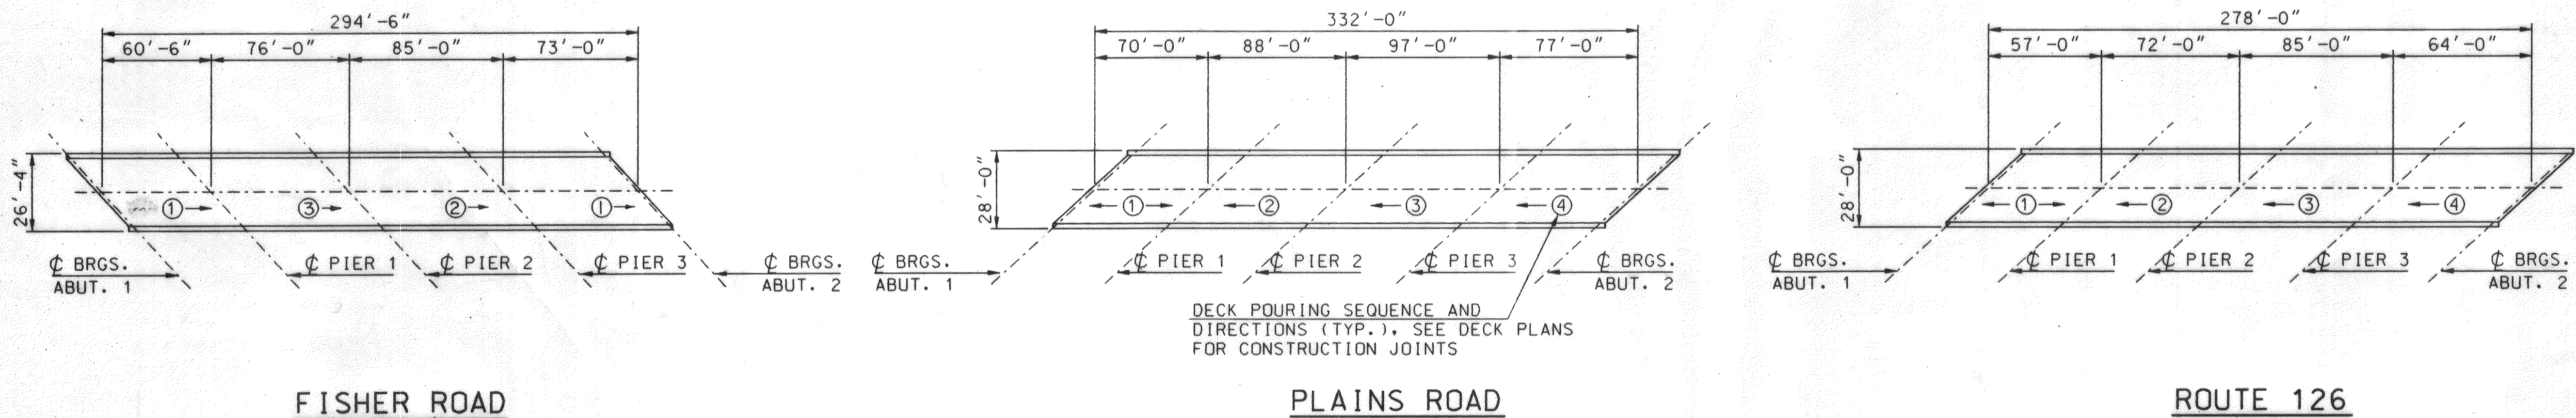 294'-6"
60'-6" 76'-0" 85'-0" 73'-0"
26'-4"
① ③ ② ①
℄ BRGS.
ABUT. 1
℄ PIER 1
℄ PIER 2
℄ PIER 3
℄ BRGS.
ABUT. 2
FISHER ROAD
332'-0"
70'-0" 88'-0" 97'-0" 77'-0"
28'-0"
① ② ③ ④
℄ BRGS.
ABUT. 1
℄ PIER 1
℄ PIER 2
℄ PIER 3
℄ BRGS.
ABUT. 2
DECK POURING SEQUENCE AND
DIRECTIONS (TYP.), SEE DECK PLANS
FOR CONSTRUCTION JOINTS
PLAINS ROAD
278'-0"
57'-0" 72'-0" 85'-0" 64'-0"
28'-0"
① ② ③ ④
℄ BRGS.
ABUT. 1
℄ PIER 1
℄ PIER 2
℄ PIER 3
℄ BRGS.
ABUT. 2
ROUTE 126